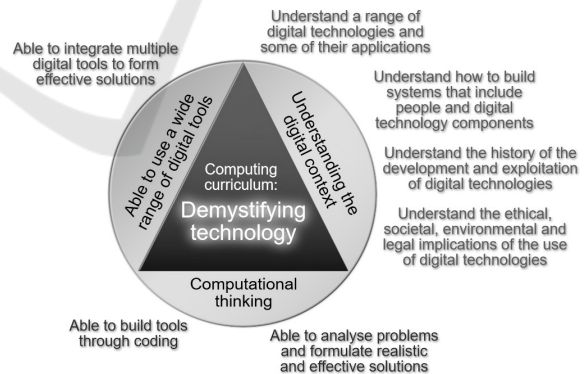 Understand a range of
digital technologies and
some of their applications
Able to integrate multiple
digital tools to form
effective solutions
Understand how to build
systems that include
people and digital
technology components
Able to use a wide
range of digital tools
Understanding the
digital context
Understand the history of the
development and exploitation
of digital technologies
Computing
curriculum:
Demystifying
technology
Understand the ethical,
societal, environmental and
legal implications of the use
of digital technologies
Computational
thinking
Able to build tools
through coding
Able to analyse problems
and formulate realistic
and effective solutions